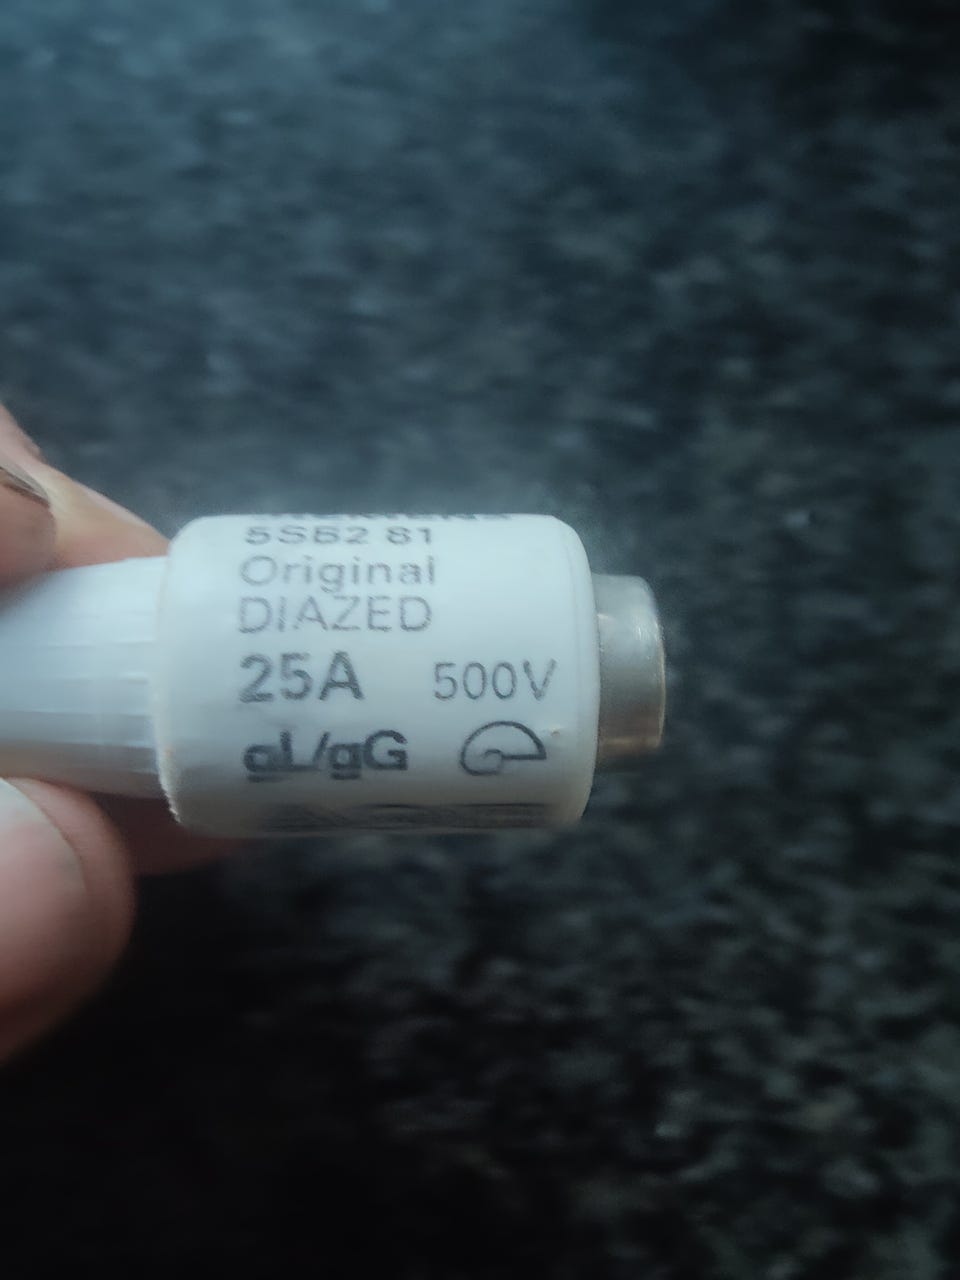 5SB2 81
Original
DIAZED
25A 500V
gL/gG